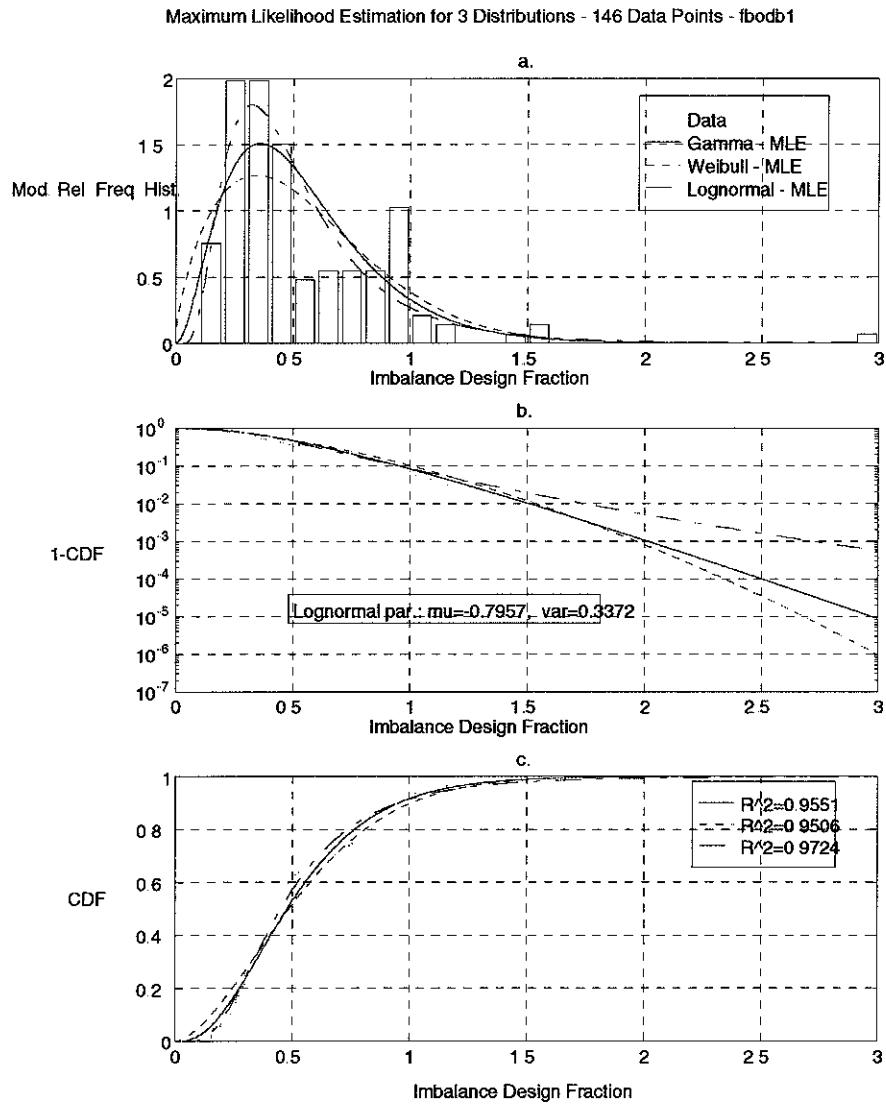 Maximum Likelihood Estimation for 3 Distributions - 146 Data Points - fbodb1
a.
2
1.5
1
0.5
0
Mod. Rel Freq Hist.
Data
Gamma - MLE
Weibull - MLE
Lognormal - MLE
0 0 5 1 1.5 2 2 5 3
Imbalance Design Fraction
b.
10^0
10^-1
10^-2
10^-3
10^-4
10^-5
10^-6
10^-7
1-CDF
Lognormal par.: mu=-0.7957, var=0.3372
0 0 5 1 1.5 2 2 5 3
Imbalance Design Fraction
c.
1
0.8
0.6
0.4
0.2
0
CDF
R^2=0.9551
R^2=0.9506
R^2=0 9724
0 0 5 1 1 5 2 2 5 3
Imbalance Design Fraction